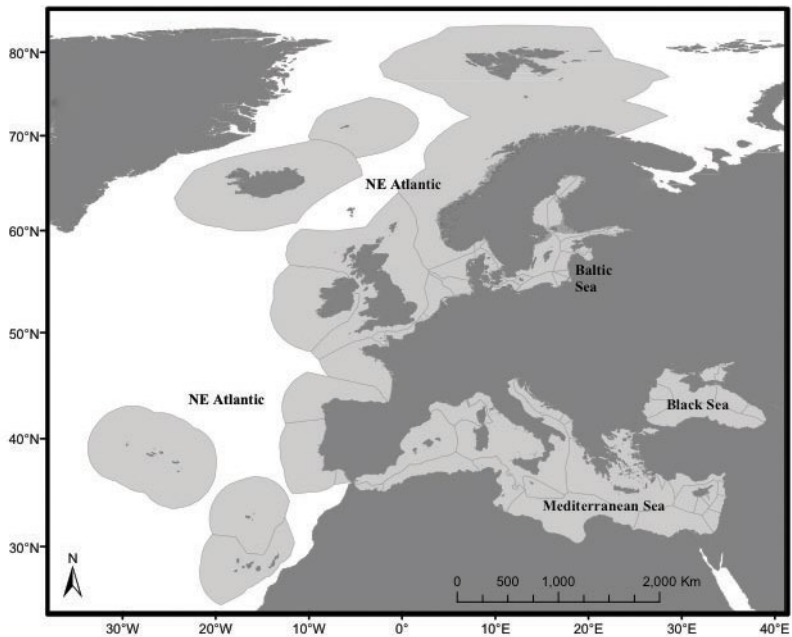 80°N
70°N
NE Atlantic
60°N
Baltic
Sea
50°N
NE Atlantic
Black Sea
40°N
Mediterranean Sea
30°N
N
0 500 1,000 2,000 Km
30°W 20°W 10°W 0° 10°E 20°E 30°E 40°E